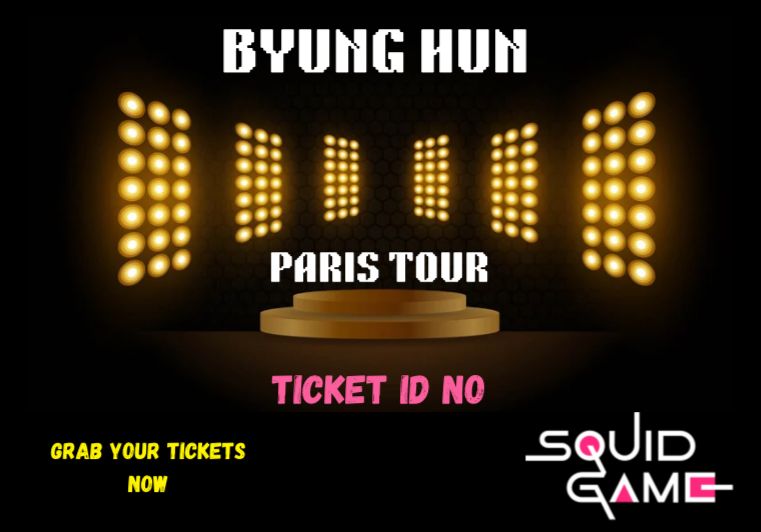 BYUNG HUN
PARIS TOUR
TICKET ID NO
GRAB YOUR TICKETS
NOW
SQUID
GAME